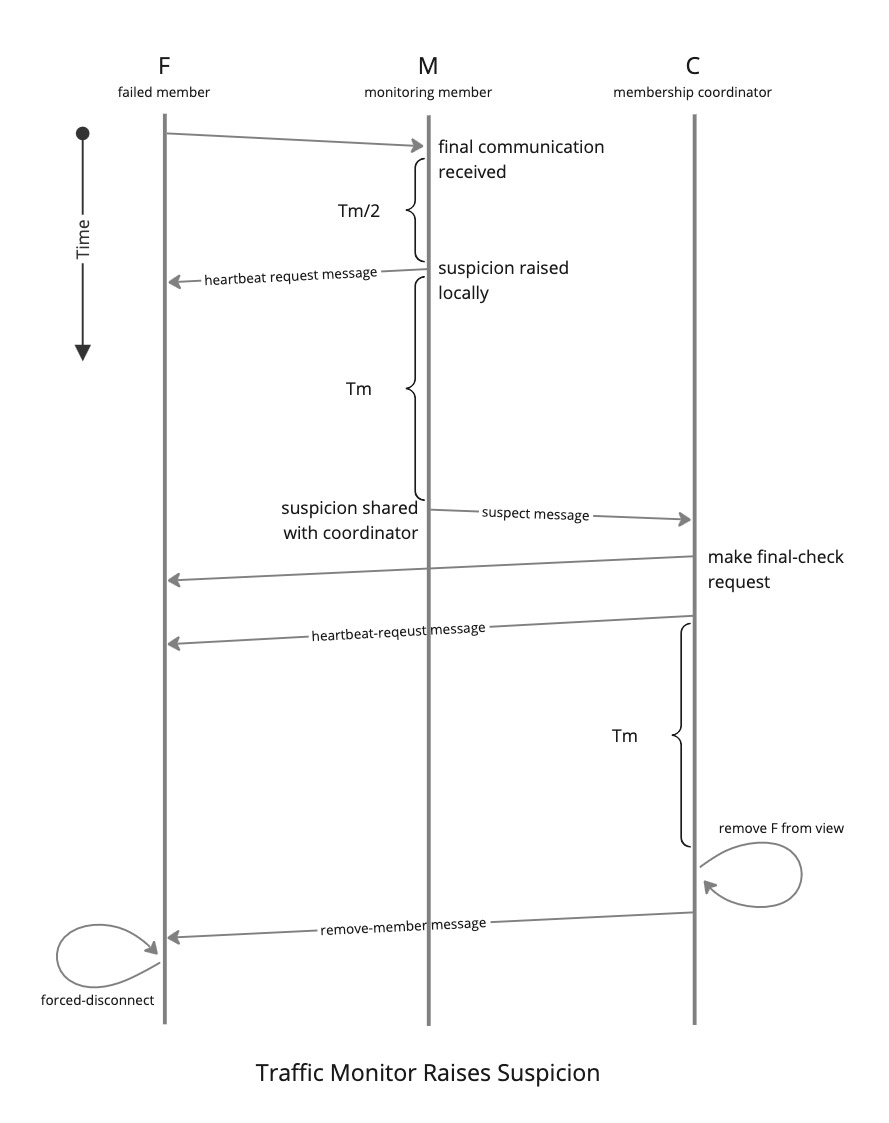 F
M
C
failed member
monitoring member
membership coordinator
final communication
received
Tm/2
Time
heartbeat request message
suspicion raised
locally
Tm
suspicion shared
with coordinator
suspect message
make final-check
request
heartbeat-reqeust message
Tm
remove F from view
remove-member message
forced-disconnect
Traffic Monitor Raises Suspicion